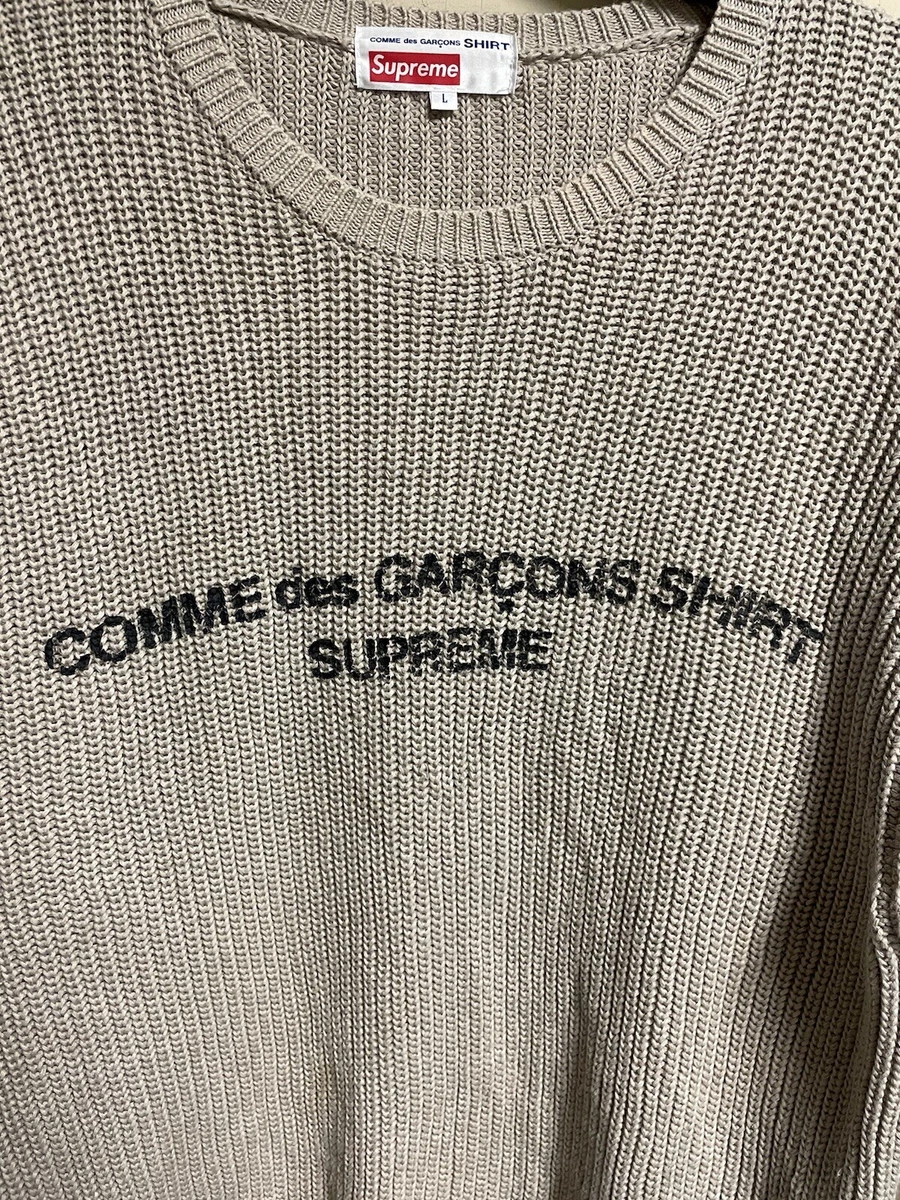 COMME des GARÇONS SHIRT
Supreme
L
COMME des GARÇONS SHIRT
SUPREME